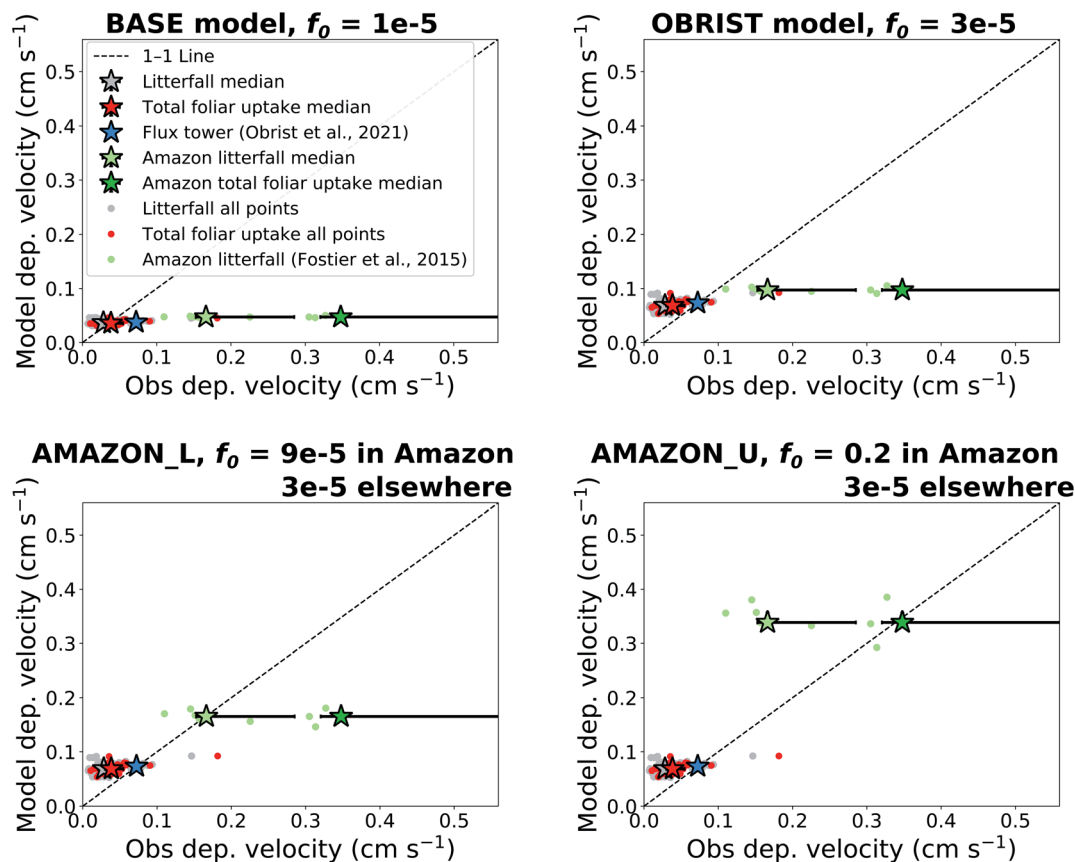 BASE model, f₀ = 1e-5
Model dep. velocity (cm s⁻¹)
0.5
0.4
0.3
0.2
0.1
0.0
1–1 Line
Litterfall median
Total foliar uptake median
Flux tower (Obrist et al., 2021)
Amazon litterfall median
Amazon total foliar uptake median
Litterfall all points
Total foliar uptake all points
Amazon litterfall (Fostier et al., 2015)
0.0 0.1 0.2 0.3 0.4 0.5
Obs dep. velocity (cm s⁻¹)
OBRIST model, f₀ = 3e-5
Model dep. velocity (cm s⁻¹)
0.5
0.4
0.3
0.2
0.1
0.0
0.0 0.1 0.2 0.3 0.4 0.5
Obs dep. velocity (cm s⁻¹)
AMAZON_L, f₀ = 9e-5 in Amazon
3e-5 elsewhere
Model dep. velocity (cm s⁻¹)
0.5
0.4
0.3
0.2
0.1
0.0
0.0 0.1 0.2 0.3 0.4 0.5
Obs dep. velocity (cm s⁻¹)
AMAZON_U, f₀ = 0.2 in Amazon
3e-5 elsewhere
Model dep. velocity (cm s⁻¹)
0.5
0.4
0.3
0.2
0.1
0.0
0.0 0.1 0.2 0.3 0.4 0.5
Obs dep. velocity (cm s⁻¹)